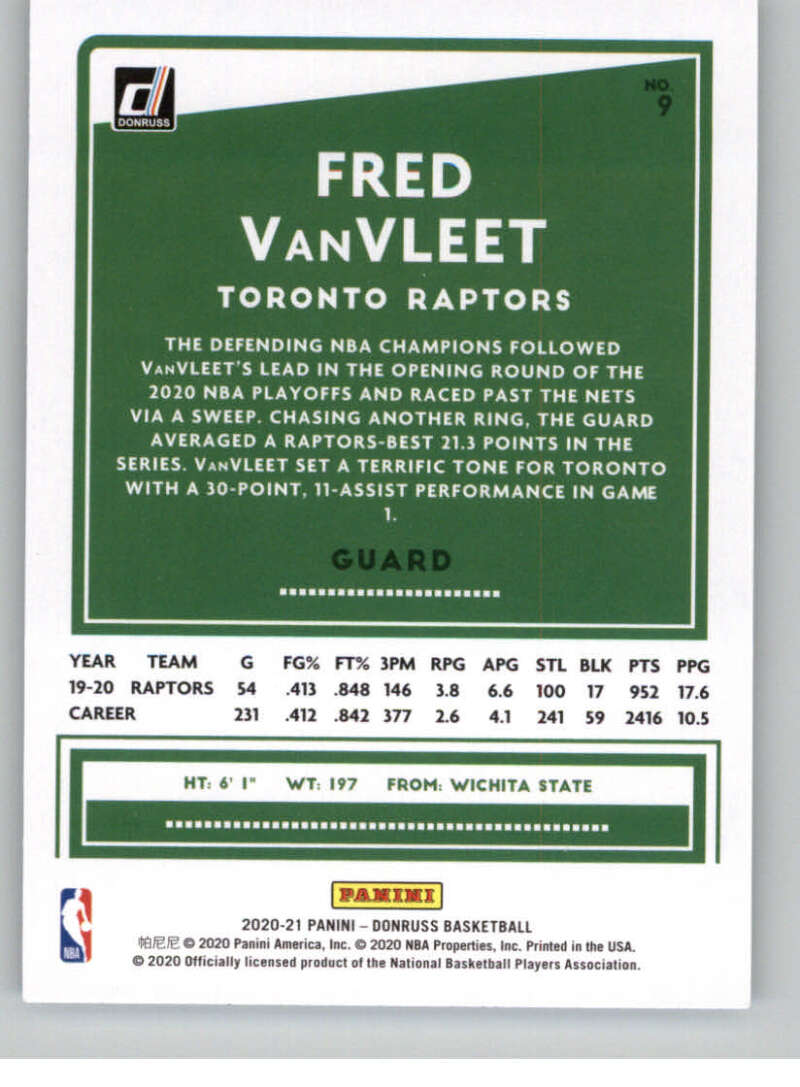 DONRUSS
NO.
9
FRED
VANVLEET
TORONTO RAPTORS
THE DEFENDING NBA CHAMPIONS FOLLOWED
VANVLEET'S LEAD IN THE OPENING ROUND OF THE
2020 NBA PLAYOFFS AND RACED PAST THE NETS
VIA A SWEEP. CHASING ANOTHER RING, THE GUARD
AVERAGED A RAPTORS-BEST 21.3 POINTS IN THE
SERIES. VANVLEET SET A TERRIFIC TONE FOR TORONTO
WITH A 30-POINT, 11-ASSIST PERFORMANCE IN GAME
1.
GUARD
YEAR TEAM G FG% FT% 3PM RPG APG STL BLK PTS PPG
19-20 RAPTORS 54 .413 .848 146 3.8 6.6 100 17 952 17.6
CAREER 231 .412 .842 377 2.6 4.1 241 59 2416 10.5
HT: 6' 1" WT: 197 FROM: WICHITA STATE
PANINI
NBA
2020-21 PANINI – DONRUSS BASKETBALL
帕尼尼 © 2020 Panini America, Inc. © 2020 NBA Properties, Inc. Printed in the USA.
© 2020 Officially licensed product of the National Basketball Players Association.